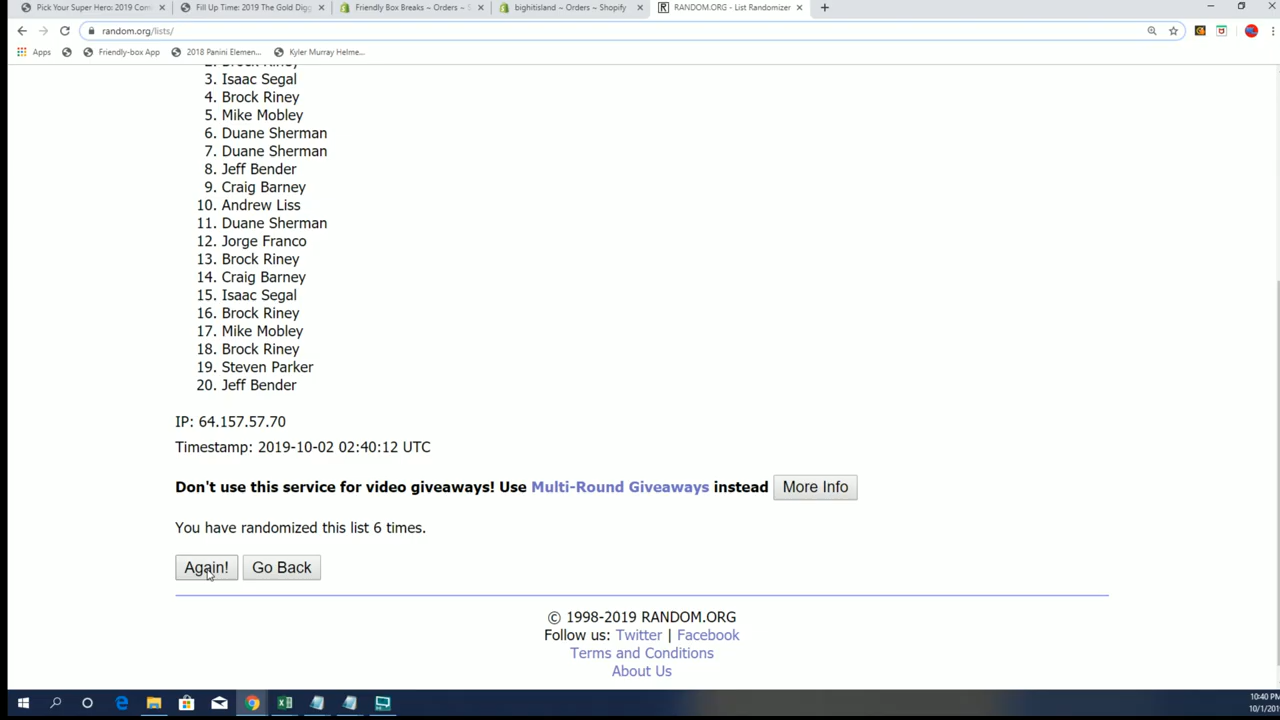 Pick Your Super Hero: 2019 Comi
Fill Up Time: 2019 The Gold Digg
Friendly Box Breaks ~ Orders ~ S
bighitisland ~ Orders ~ Shopify
RANDOM.ORG - List Randomizer
random.org/lists/
Apps
Friendly-box App
2018 Panini Elemen...
Kyler Murray Helme...
2. Brock Riney
3. Isaac Segal
4. Brock Riney
5. Mike Mobley
6. Duane Sherman
7. Duane Sherman
8. Jeff Bender
9. Craig Barney
10. Andrew Liss
11. Duane Sherman
12. Jorge Franco
13. Brock Riney
14. Craig Barney
15. Isaac Segal
16. Brock Riney
17. Mike Mobley
18. Brock Riney
19. Steven Parker
20. Jeff Bender
IP: 64.157.57.70
Timestamp: 2019-10-02 02:40:12 UTC
Don't use this service for video giveaways! Use Multi-Round Giveaways instead More Info
You have randomized this list 6 times.
Again! Go Back
© 1998-2019 RANDOM.ORG
Follow us: Twitter | Facebook
Terms and Conditions
About Us
10:40 PM
10/1/201